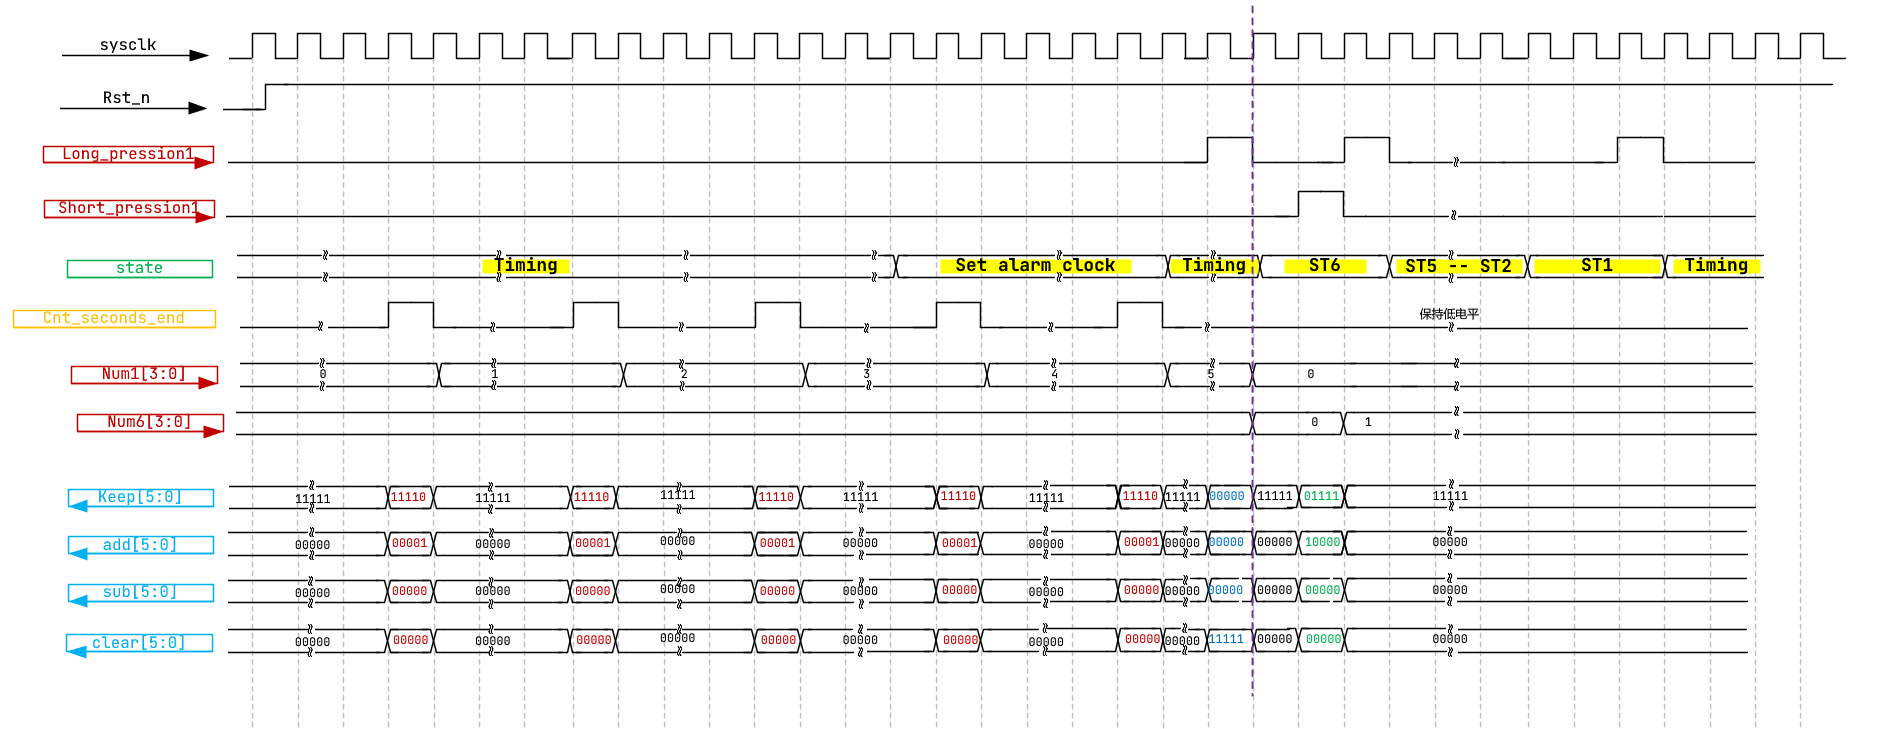 sysclk
Rst_n
Long_pression1
Short_pression1
state Timing Set alarm clock Timing ST6 ST5 -- ST2 ST1 Timing
Cnt_seconds_end 保持低电平
Num1[3:0] 0 1 2 3 4 5 0
Num6[3:0] 0 1
Keep[5:0] 11111 11110 11111 11110 11111 11110 11111 11110 11111 11110 11111 00000 11111 01111 11111
add[5:0] 00000 00001 00000 00001 00000 00001 00000 00001 00000 00001 00000 00000 00000 10000 00000
sub[5:0] 00000 00000 00000 00000 00000 00000 00000 00000 00000 00000 00000 00000 00000 00000 00000
clear[5:0] 00000 00000 00000 00000 00000 00000 00000 00000 00000 00000 00000 11111 00000 00000 00000